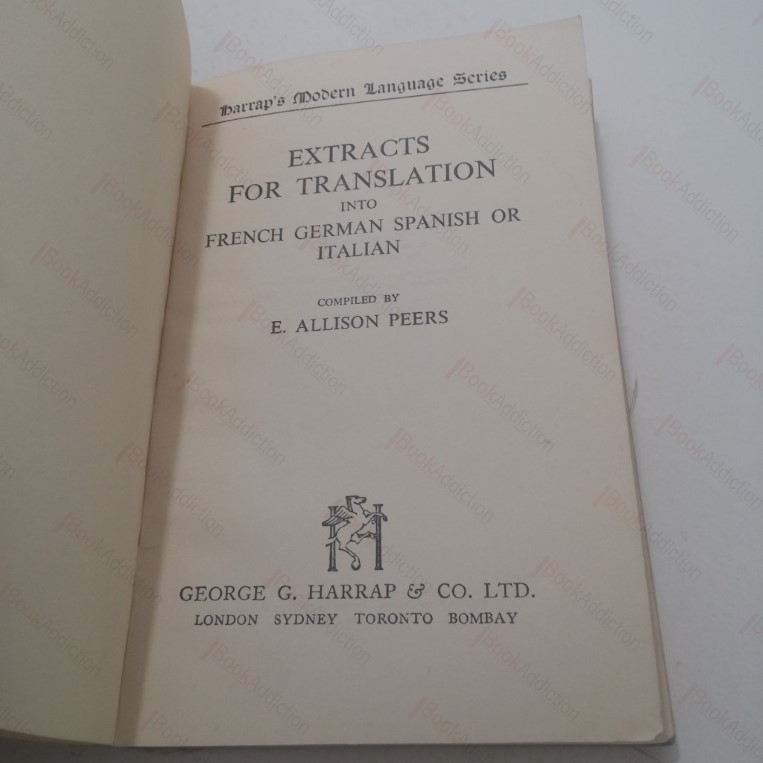 Harrap's Modern Language Series
EXTRACTS
FOR TRANSLATION
INTO
FRENCH GERMAN SPANISH OR
ITALIAN
COMPILED BY
E. ALLISON PEERS
GEORGE G. HARRAP & CO. LTD.
LONDON SYDNEY TORONTO BOMBAY
BookAddiction